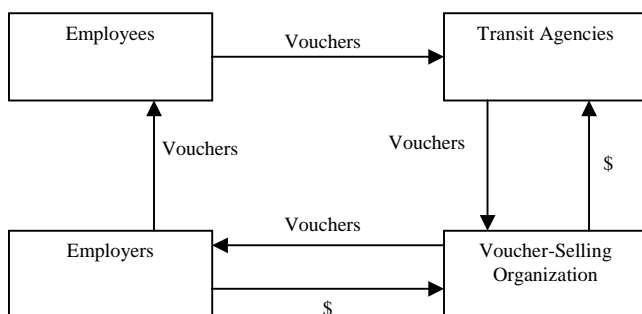 Employees
Vouchers
Transit Agencies
Vouchers
Vouchers
$
Vouchers
Employers
Voucher-Selling
Organization
$